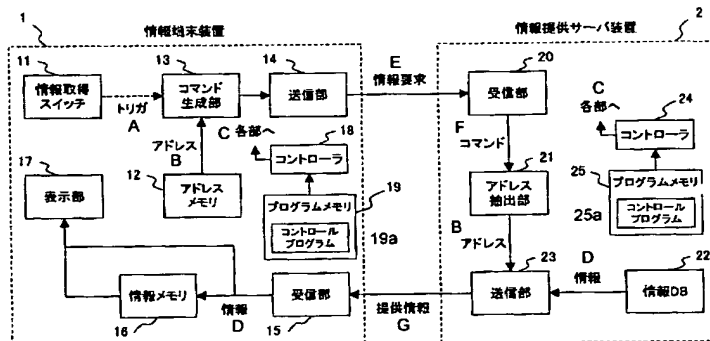 1
情報端末装置
情報提供サーバ装置
2
11
情報取得
スイッチ
トリガ
A
13
コマンド
生成部
14
送信部
E
情報要求
20
受信部
C
各部へ
24
コントローラ
F
コマンド
アドレス
B
C
各部へ
18
コントローラ
17
表示部
12
アドレス
メモリ
19
プログラムメモリ
コントロール
プログラム
19a
21
アドレス
抽出部
25
プログラムメモリ
コントロール
プログラム
25a
B
アドレス
情報メモリ
16
情報
D
受信部
15
提供情報
G
23
送信部
D
情報
22
情報DB